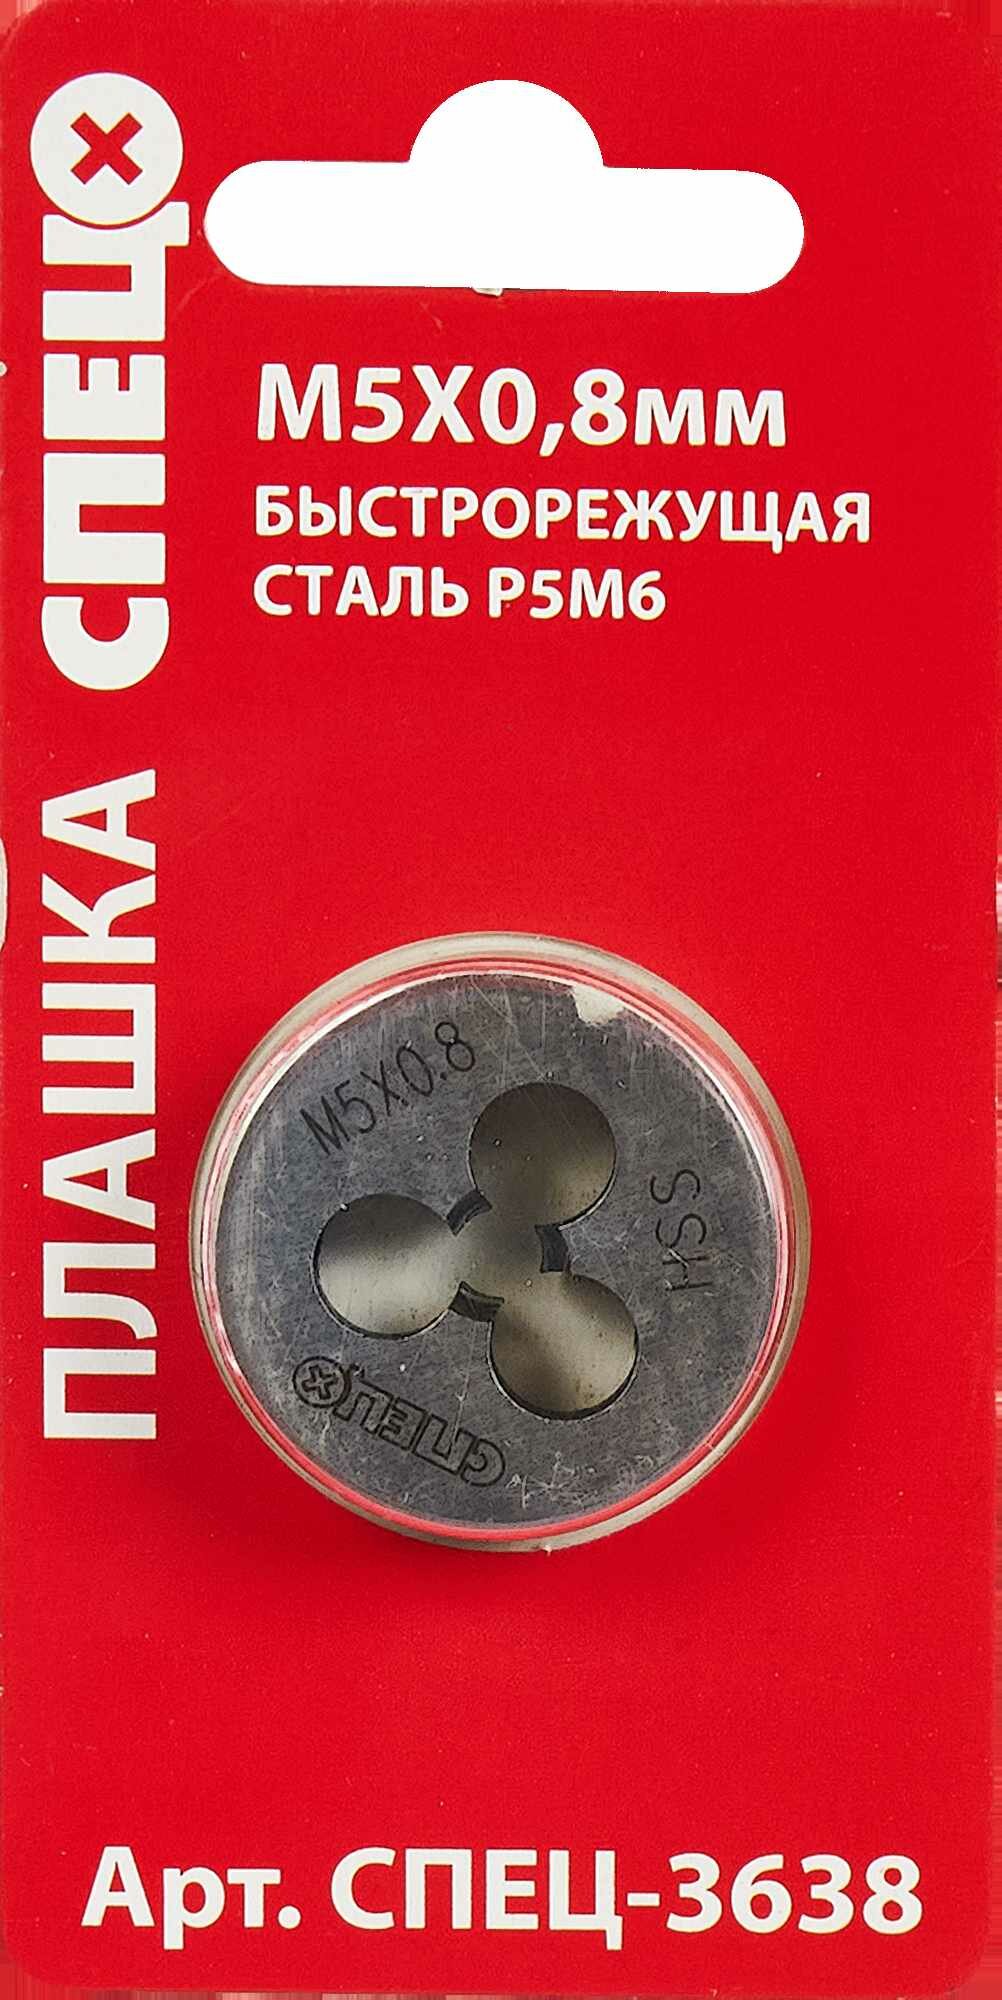 ПЛАШКА СПЕЦ
М5Х0,8мм
БЫСТРОРЕЖУЩАЯ
СТАЛЬ Р5М6
M5X0.8
HSS
СПЕЦ
Арт. СПЕЦ-3638